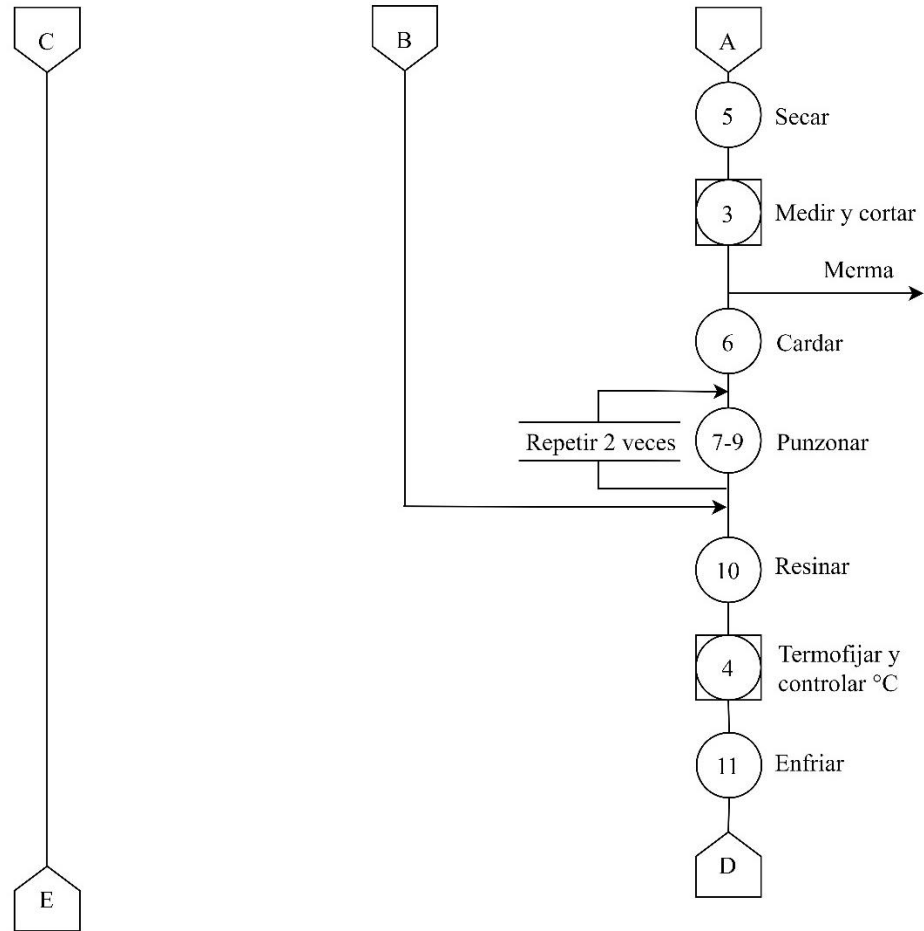 C
B
A
5
Secar
3
Medir y cortar
Merma
6
Cardar
Repetir 2 veces
7-9
Punzonar
10
Resinar
4
Termofijar y
controlar °C
11
Enfriar
D
E